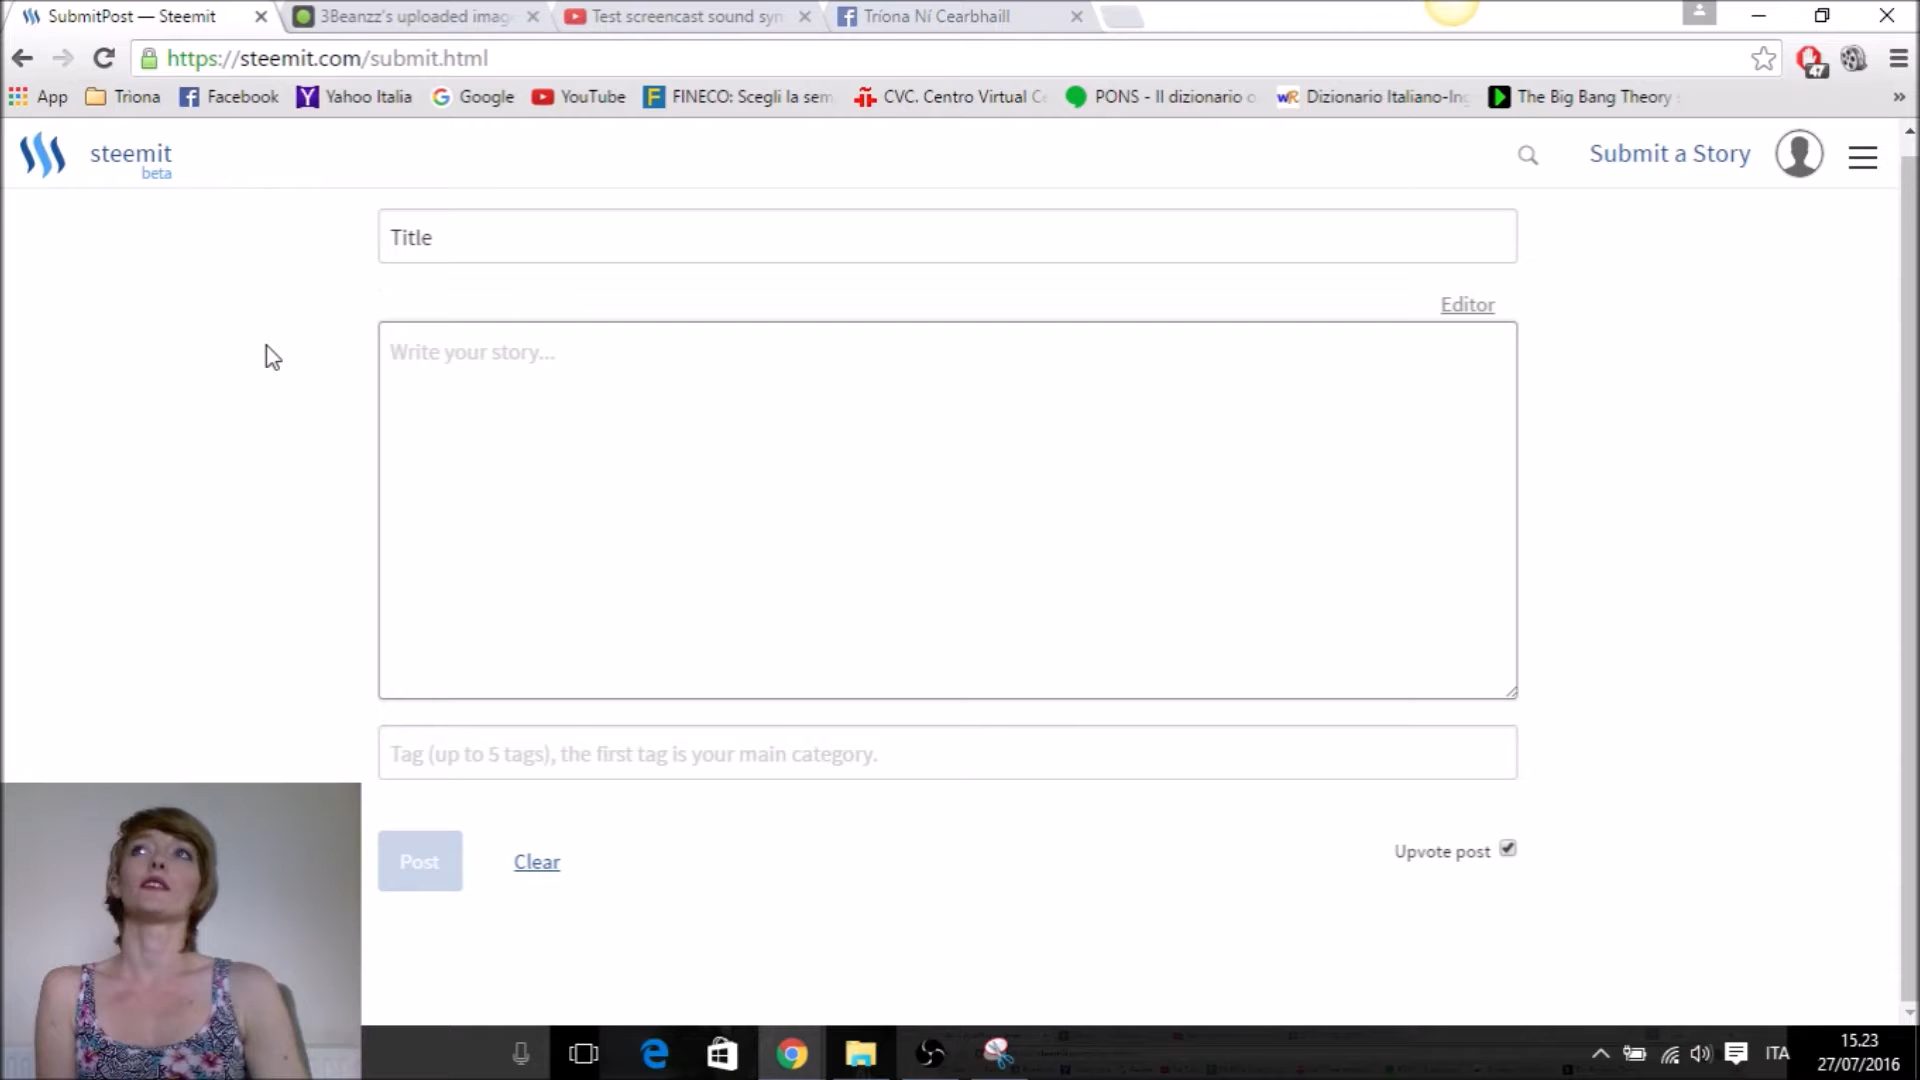 SubmitPost — Steemit
3Beanzz's uploaded imag
Test screencast sound syn
Tríona Ní Cearbhaill
https://steemit.com/submit.html
47
App
Triona
Facebook
Yahoo Italia
Google
YouTube
FINECO: Scegli la sem
CVC. Centro Virtual Ce
PONS - Il dizionario o
Dizionario Italiano-Ing
The Big Bang Theory
»
steemit
beta
Submit a Story
Title
Editor
Write your story...
Tag (up to 5 tags), the first tag is your main category.
Post
Clear
Upvote post
ITA
15.23
27/07/2016